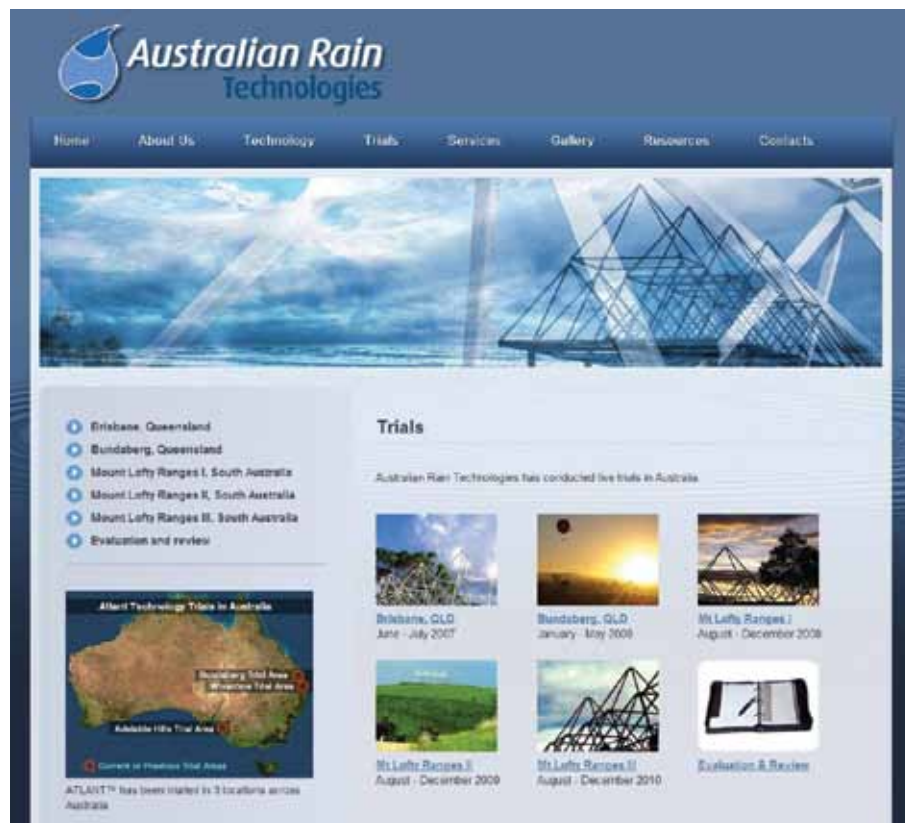 Australian Rain
Technologies
Home About Us Technology Trials Services Gallery Resources Contacts
Brisbane, Queensland
Bundaberg, Queensland
Mount Lofty Ranges I, South Australia
Mount Lofty Ranges II, South Australia
Mount Lofty Ranges III, South Australia
Evaluation and review
Atlant Technology Trials in Australia
Bundaberg Trial Area
Trial Area
Adelaide Hills Trial Area
Current or Previous Trial Areas
ATLANT™ has been trialled in 3 locations across
Australia
Trials
Australian Rain Technologies has conducted five trials in Australia
Brisbane, QLD
June - July 2007
Bundaberg, QLD
January - May 2008
Mt Lofty Ranges I
August - December 2008
Mt Lofty Ranges II
August - December 2009
Mt Lofty Ranges III
August - December 2010
Evaluation & Review